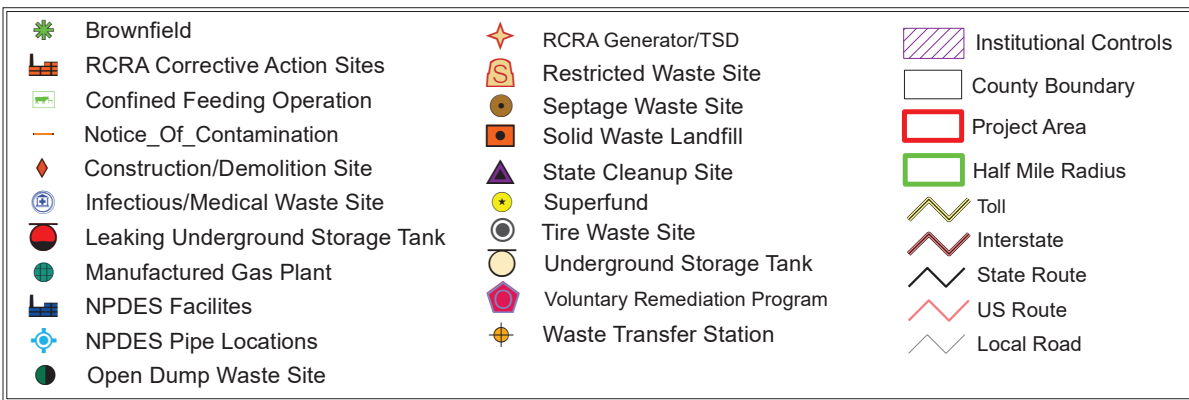 Brownfield
RCRA Corrective Action Sites
Confined Feeding Operation
Notice_Of_Contamination
Construction/Demolition Site
Infectious/Medical Waste Site
Leaking Underground Storage Tank
Manufactured Gas Plant
NPDES Facilites
NPDES Pipe Locations
Open Dump Waste Site
RCRA Generator/TSD
S
Restricted Waste Site
Septage Waste Site
Solid Waste Landfill
State Cleanup Site
Superfund
Tire Waste Site
Underground Storage Tank
O
Voluntary Remediation Program
Waste Transfer Station
Institutional Controls
County Boundary
Project Area
Half Mile Radius
Toll
Interstate
State Route
US Route
Local Road